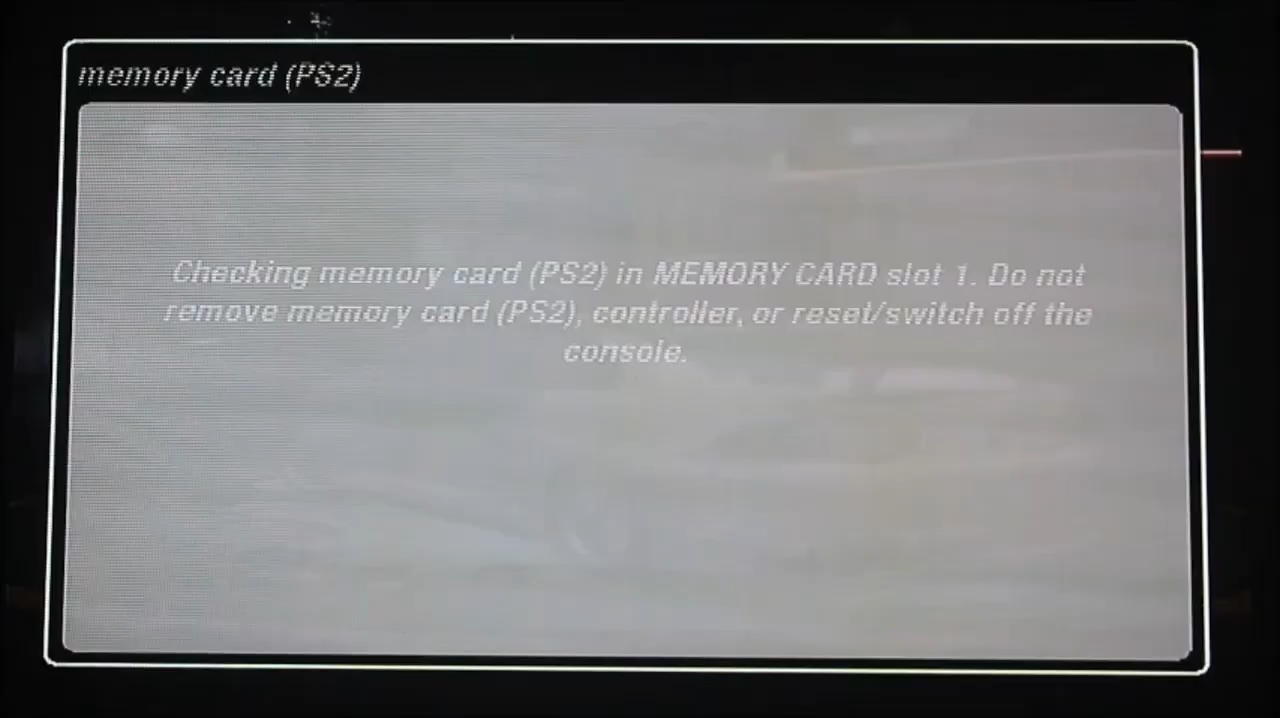 memory card (PS2)
Checking memory card (PS2) in MEMORY CARD slot 1. Do not
remove memory card (PS2), controller, or reset/switch off the
console.